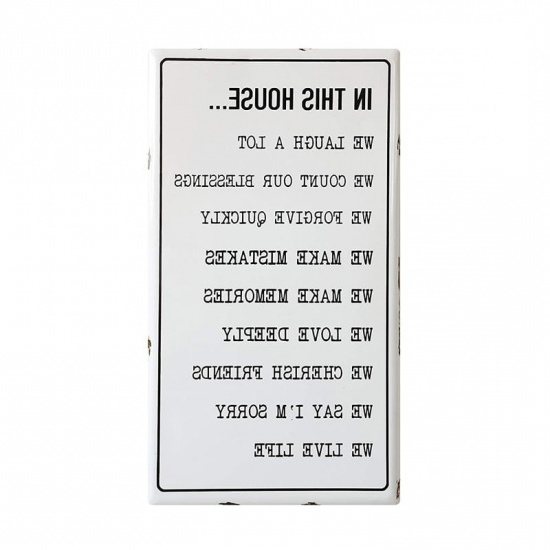 IN THIS HOUSE...
WE LAUGH A LOT
WE COUNT OUR BLESSINGS
WE FORGIVE QUICKLY
WE MAKE MISTAKES
WE MAKE MEMORIES
WE LOVE DEEPLY
WE CHERISH FRIENDS
WE SAY I'M SORRY
WE LIVE LIFE